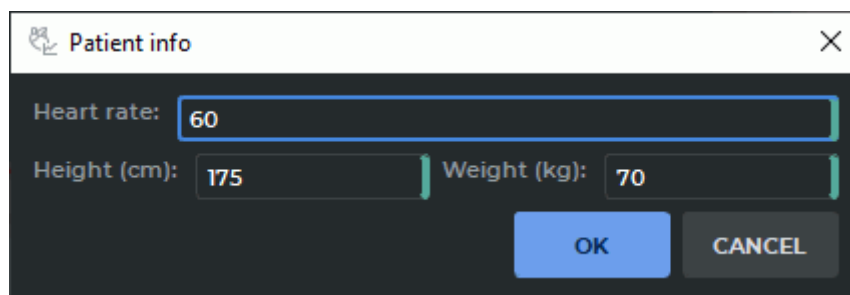 Patient info
Heart rate: 60
Height (cm): 175 Weight (kg): 70
OK CANCEL